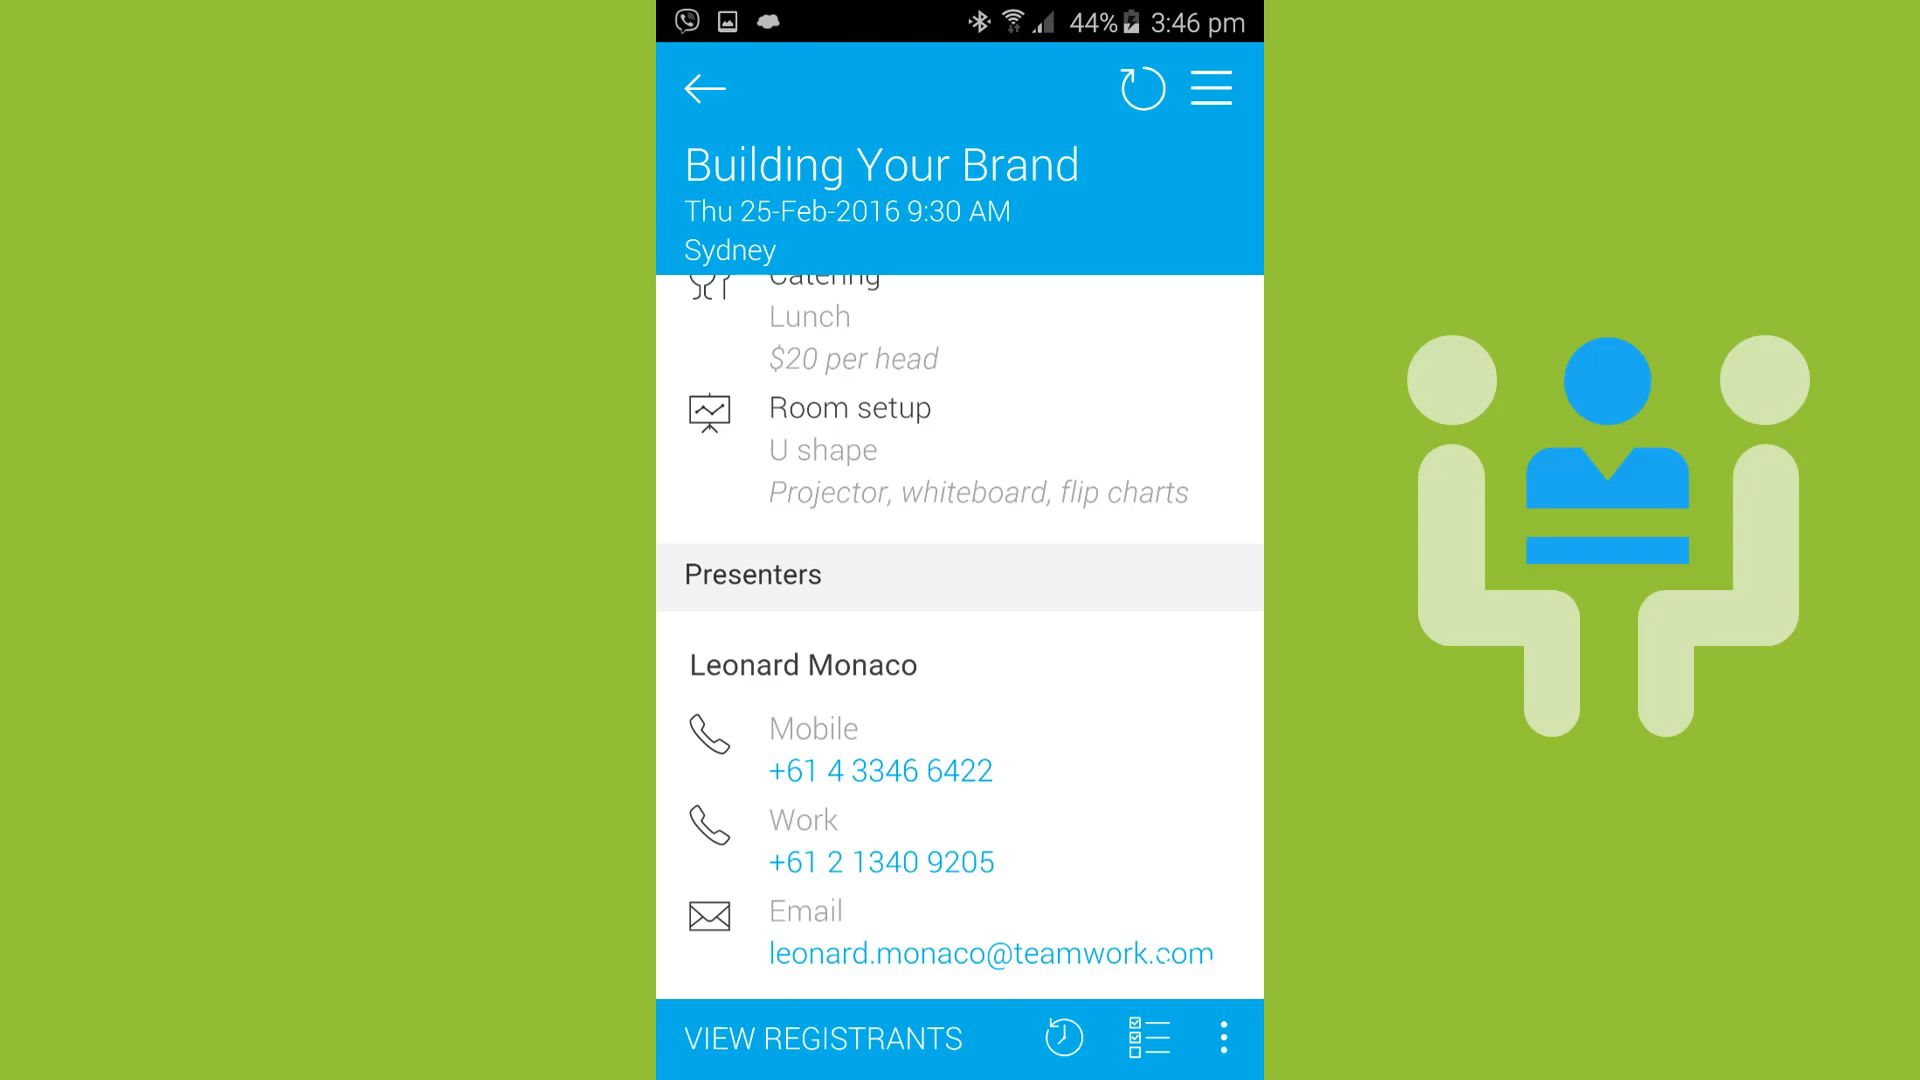 44% 3:46 pm
Building Your Brand
Thu 25-Feb-2016 9:30 AM
Sydney
Catering
Lunch
$20 per head
Room setup
U shape
Projector, whiteboard, flip charts
Presenters
Leonard Monaco
Mobile
+61 4 3346 6422
Work
+61 2 1340 9205
Email
leonard.monaco@teamwork.com
VIEW REGISTRANTS